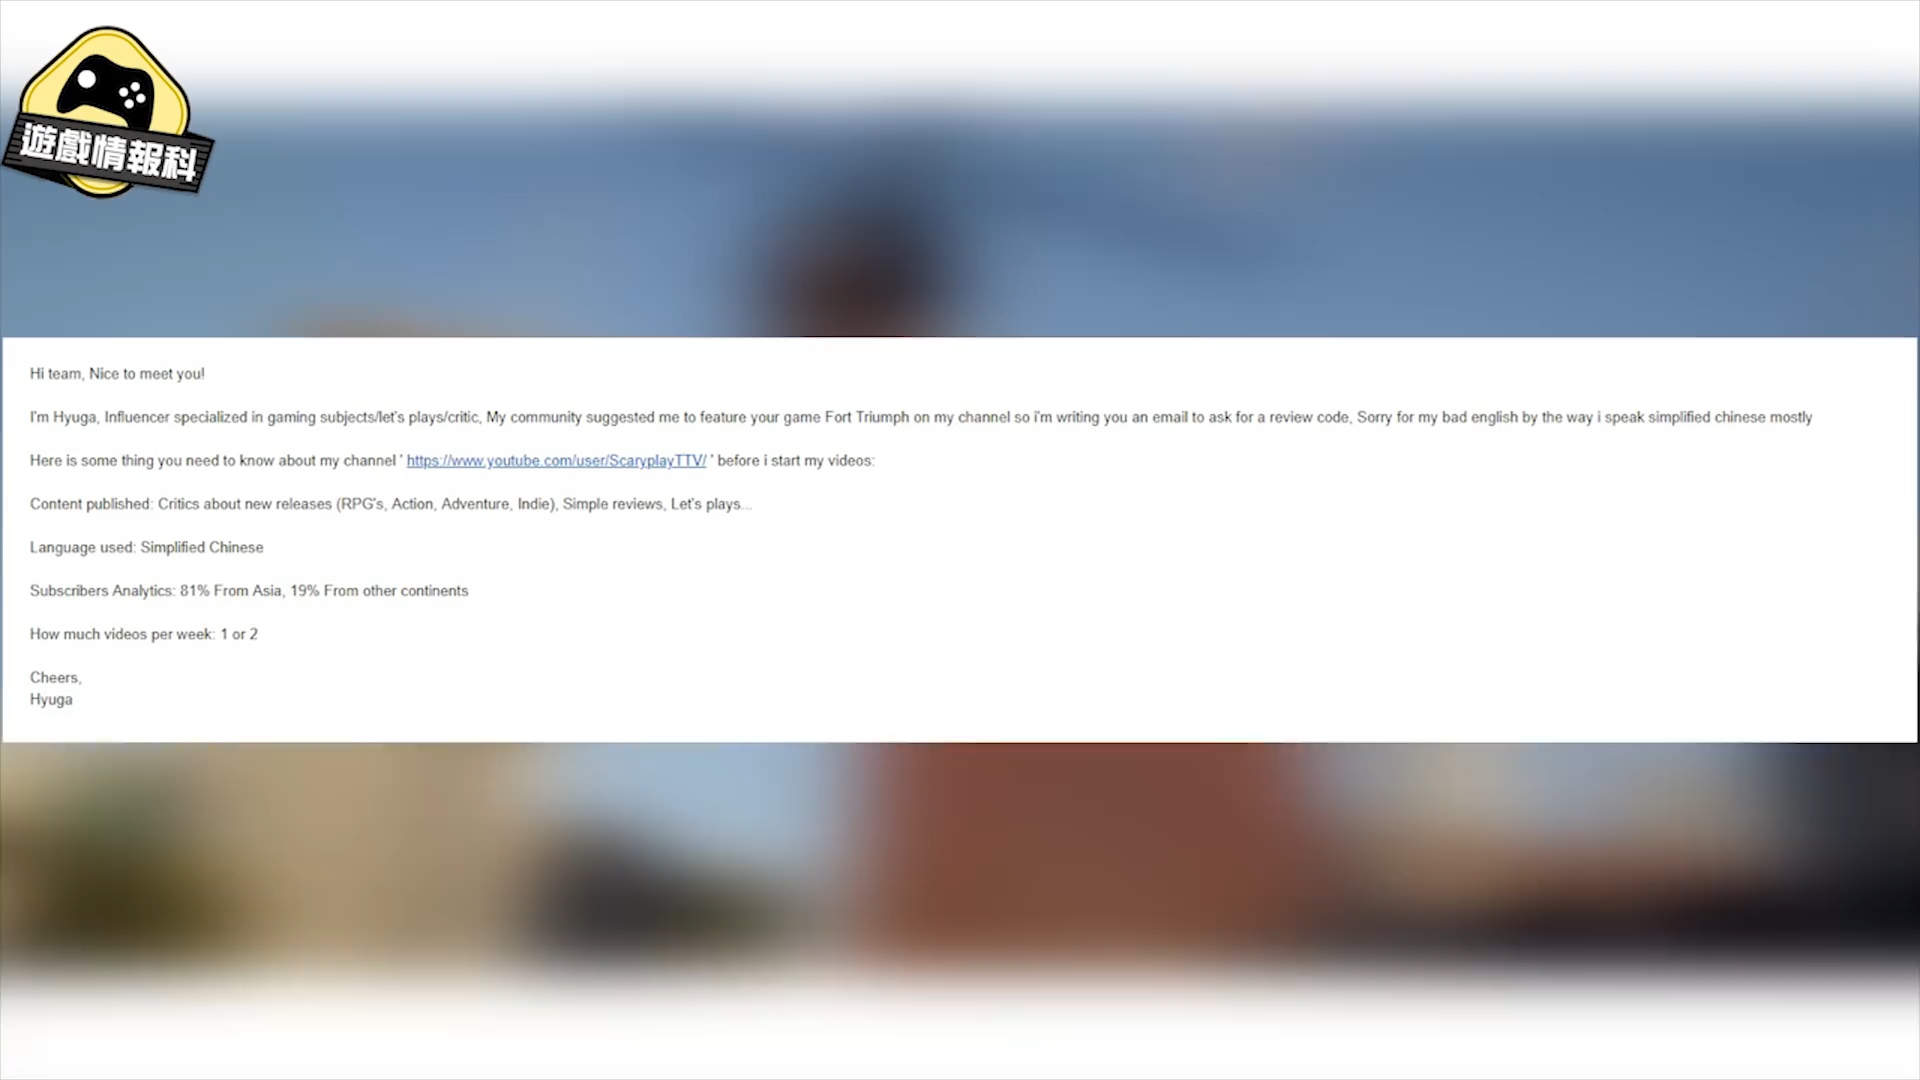 遊戲情報科
Hi team, Nice to meet you!
I'm Hyuga, Influencer specialized in gaming subjects/let's plays/critic, My community suggested me to feature your game Fort Triumph on my channel so i'm writing you an email to ask for a review code, Sorry for my bad english by the way i speak simplified chinese mostly
Here is some thing you need to know about my channel ' https://www.youtube.com/user/ScaryplayTTV/ ' before i start my videos:
Content published: Critics about new releases (RPG's, Action, Adventure, Indie), Simple reviews, Let's plays...
Language used: Simplified Chinese
Subscribers Analytics: 81% From Asia, 19% From other continents
How much videos per week: 1 or 2
Cheers,
Hyuga